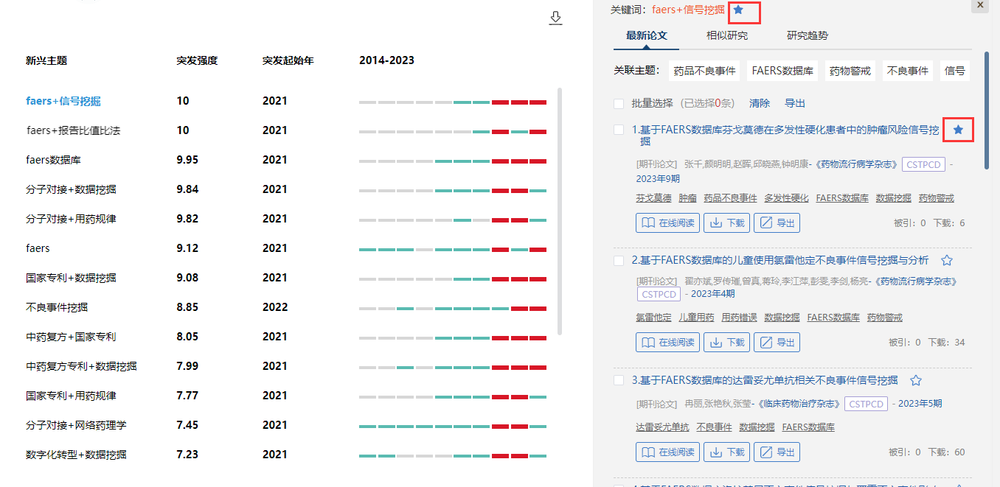 新兴主题 突发强度 突发起始年 2014-2023
faers+信号挖掘 10 2021
faers+报告比值比法 10 2021
faers数据库 9.95 2021
分子对接+数据挖掘 9.84 2021
分子对接+用药规律 9.82 2021
faers 9.12 2021
国家专利+数据挖掘 9.08 2021
不良事件挖掘 8.85 2022
中药复方+国家专利 8.05 2021
中药复方专利+数据挖掘 7.99 2021
国家专利+用药规律 7.77 2021
分子对接+网络药理学 7.45 2021
数字化转型+数据挖掘 7.23 2021
关键词：faers+信号挖掘
x
最新论文 相似研究 研究趋势
关联主题： 药品不良事件 FAERS数据库 药物警戒 不良事件 信号
批量选择 (已选择0条) 清除 导出
1.基于FAERS数据库芬戈莫德在多发性硬化患者中的肿瘤风险信号挖
掘
[期刊论文] 张千,颜明明,赵晖,邱晓燕,钟明康-《药物流行病学杂志》 CSTPCD -
2023年9期
芬戈莫德 肿瘤 药品不良事件 多发性硬化 FAERS数据库 数据挖掘 药物警戒
在线阅读 下载 导出 被引：0 下载：6
2.基于FAERS数据库的儿童使用氯雷他定不良事件信号挖掘与分析
[期刊论文] 翟亦斌,罗传璀,曾真,蒋玲,李江萍,彭雯,李剑,杨亮-《药物流行病学杂志》
CSTPCD - 2023年4期
氯雷他定 儿童用药 用药错误 数据挖掘 FAERS数据库 药物警戒
在线阅读 下载 导出 被引：0 下载：34
3.基于FAERS数据库的达雷妥尤单抗相关不良事件信号挖掘
[期刊论文] 冉丽,张艳秋,张莹-《临床药物治疗杂志》 CSTPCD - 2023年5期
达雷妥尤单抗 不良事件 数据挖掘 FAERS数据库
在线阅读 下载 导出 被引：0 下载：60